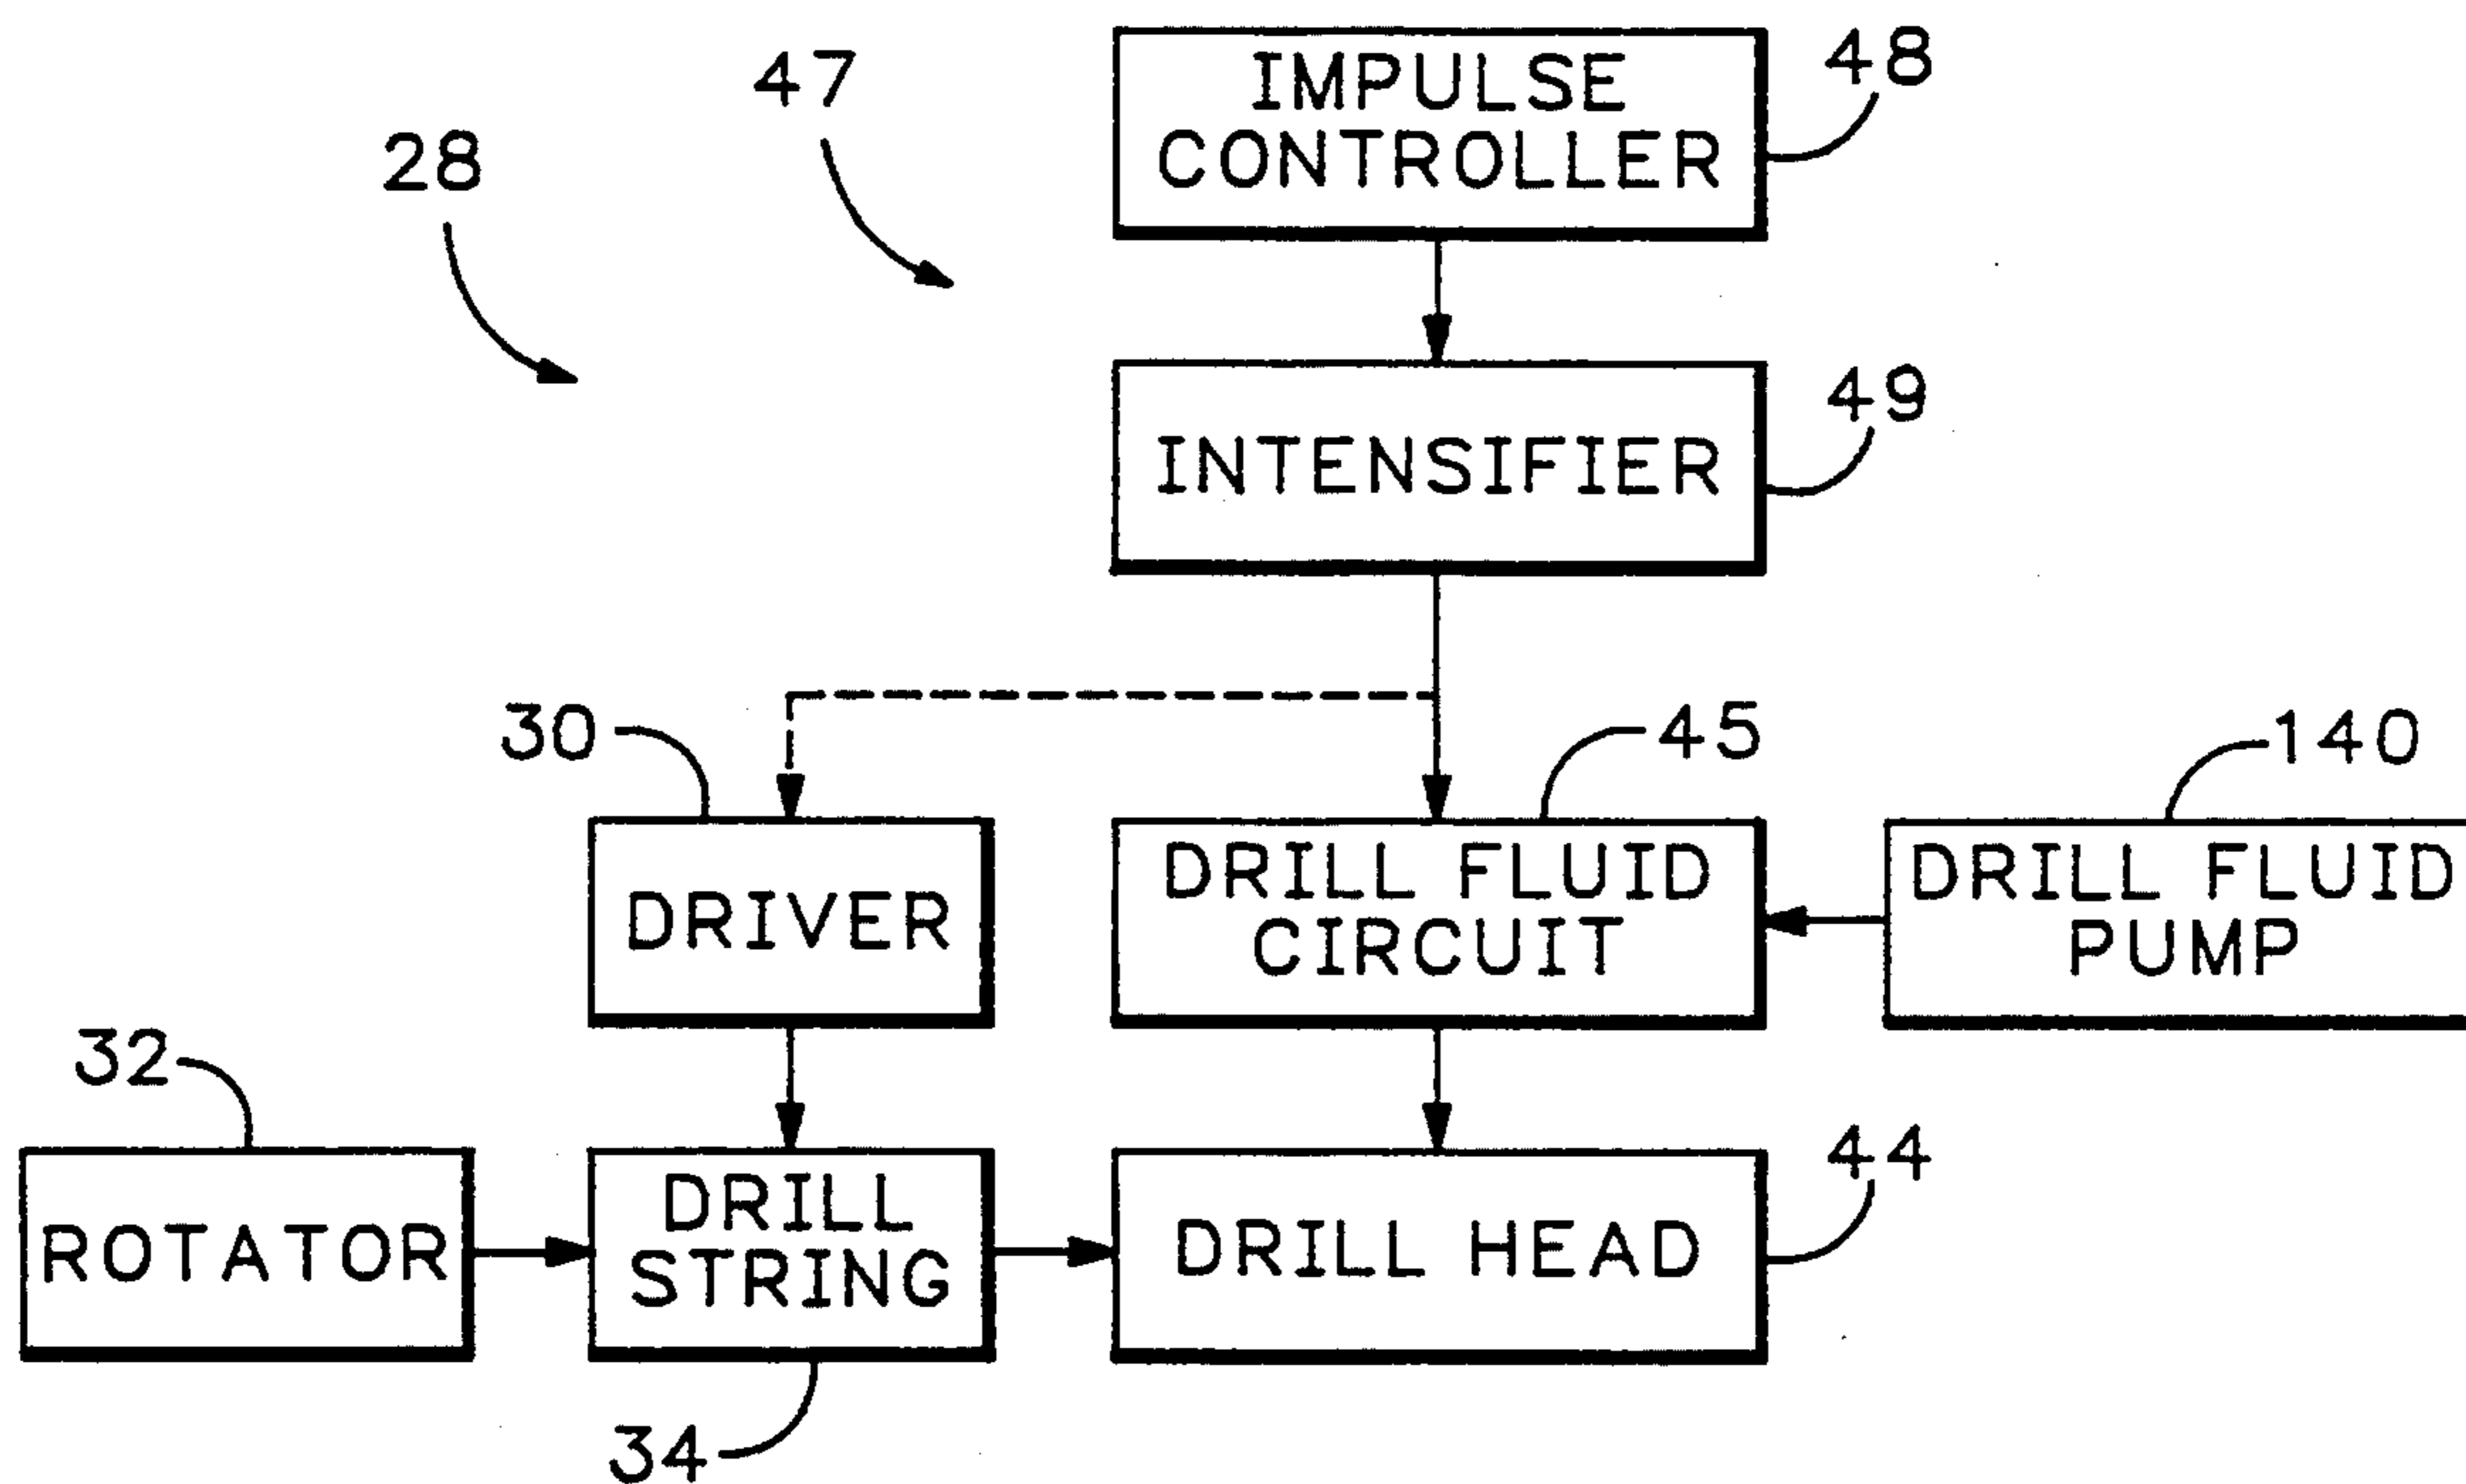 47
28
IMPULSE
CONTROLLER
48
INTENSIFIER
49
30
45
140
DRIVER
DRILL FLUID
CIRCUIT
DRILL FLUID
PUMP
32
ROTATOR
DRILL
STRING
DRILL HEAD
44
34